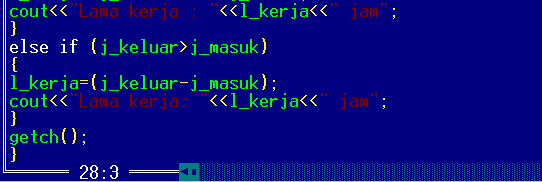 cout<<"Lama kerja : "<<l_kerja<<" jam";
}
else if (j_keluar>j_masuk)
{
l_kerja=(j_keluar-j_masuk);
cout<<"Lama kerja: "<<l_kerja<<" jam";
}
getch();
}
28:3